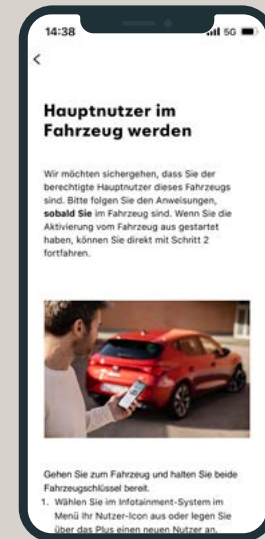 14:38
5G
Hauptnutzer im
Fahrzeug werden
Wir möchten sichergehen, dass Sie der
berechtigte Hauptnutzer dieses Fahrzeugs
sind. Bitte folgen Sie den Anweisungen,
sobald Sie im Fahrzeug sind. Wenn Sie die
Aktivierung vom Fahrzeug aus gestartet
haben, können Sie direkt mit Schritt 2
fortfahren.
Gehen Sie zum Fahrzeug und halten Sie beide
Fahrzeugschlüssel bereit.
1. Wählen Sie im Infotainment-System im
Menü Ihr Nutzer-Icon aus oder legen Sie
über das Plus einen neuen Nutzer an.